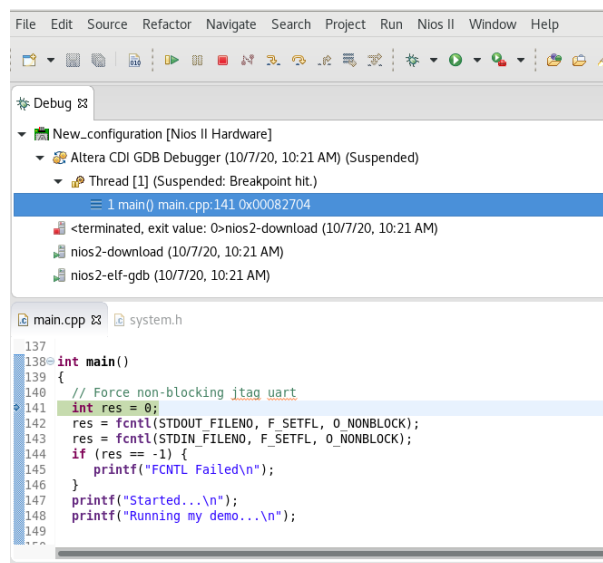 File Edit Source Refactor Navigate Search Project Run Nios II Window Help
010
Debug
New_configuration [Nios II Hardware]
Altera CDI GDB Debugger (10/7/20, 10:21 AM) (Suspended)
Thread [1] (Suspended: Breakpoint hit.)
1 main() main.cpp:141 0x00082704
<terminated, exit value: 0>nios2-download (10/7/20, 10:21 AM)
nios2-download (10/7/20, 10:21 AM)
nios2-elf-gdb (10/7/20, 10:21 AM)
main.cpp system.h
137
138 int main()
139 {
140 // Force non-blocking jtag uart
141 int res = 0;
142 res = fcntl(STDOUT_FILENO, F_SETFL, O_NONBLOCK);
143 res = fcntl(STDIN_FILENO, F_SETFL, O_NONBLOCK);
144 if (res == -1) {
145 printf("FCNTL Failed\n");
146 }
147 printf("Started...\n");
148 printf("Running my demo...\n");
149